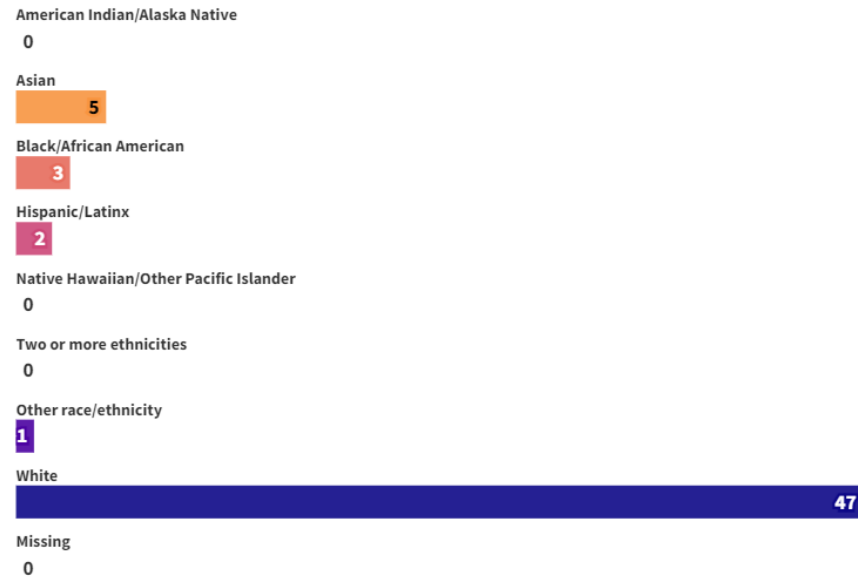 American Indian/Alaska Native
0
Asian
5
Black/African American
3
Hispanic/Latinx
2
Native Hawaiian/Other Pacific Islander
0
Two or more ethnicities
0
Other race/ethnicity
1
White
47
Missing
0